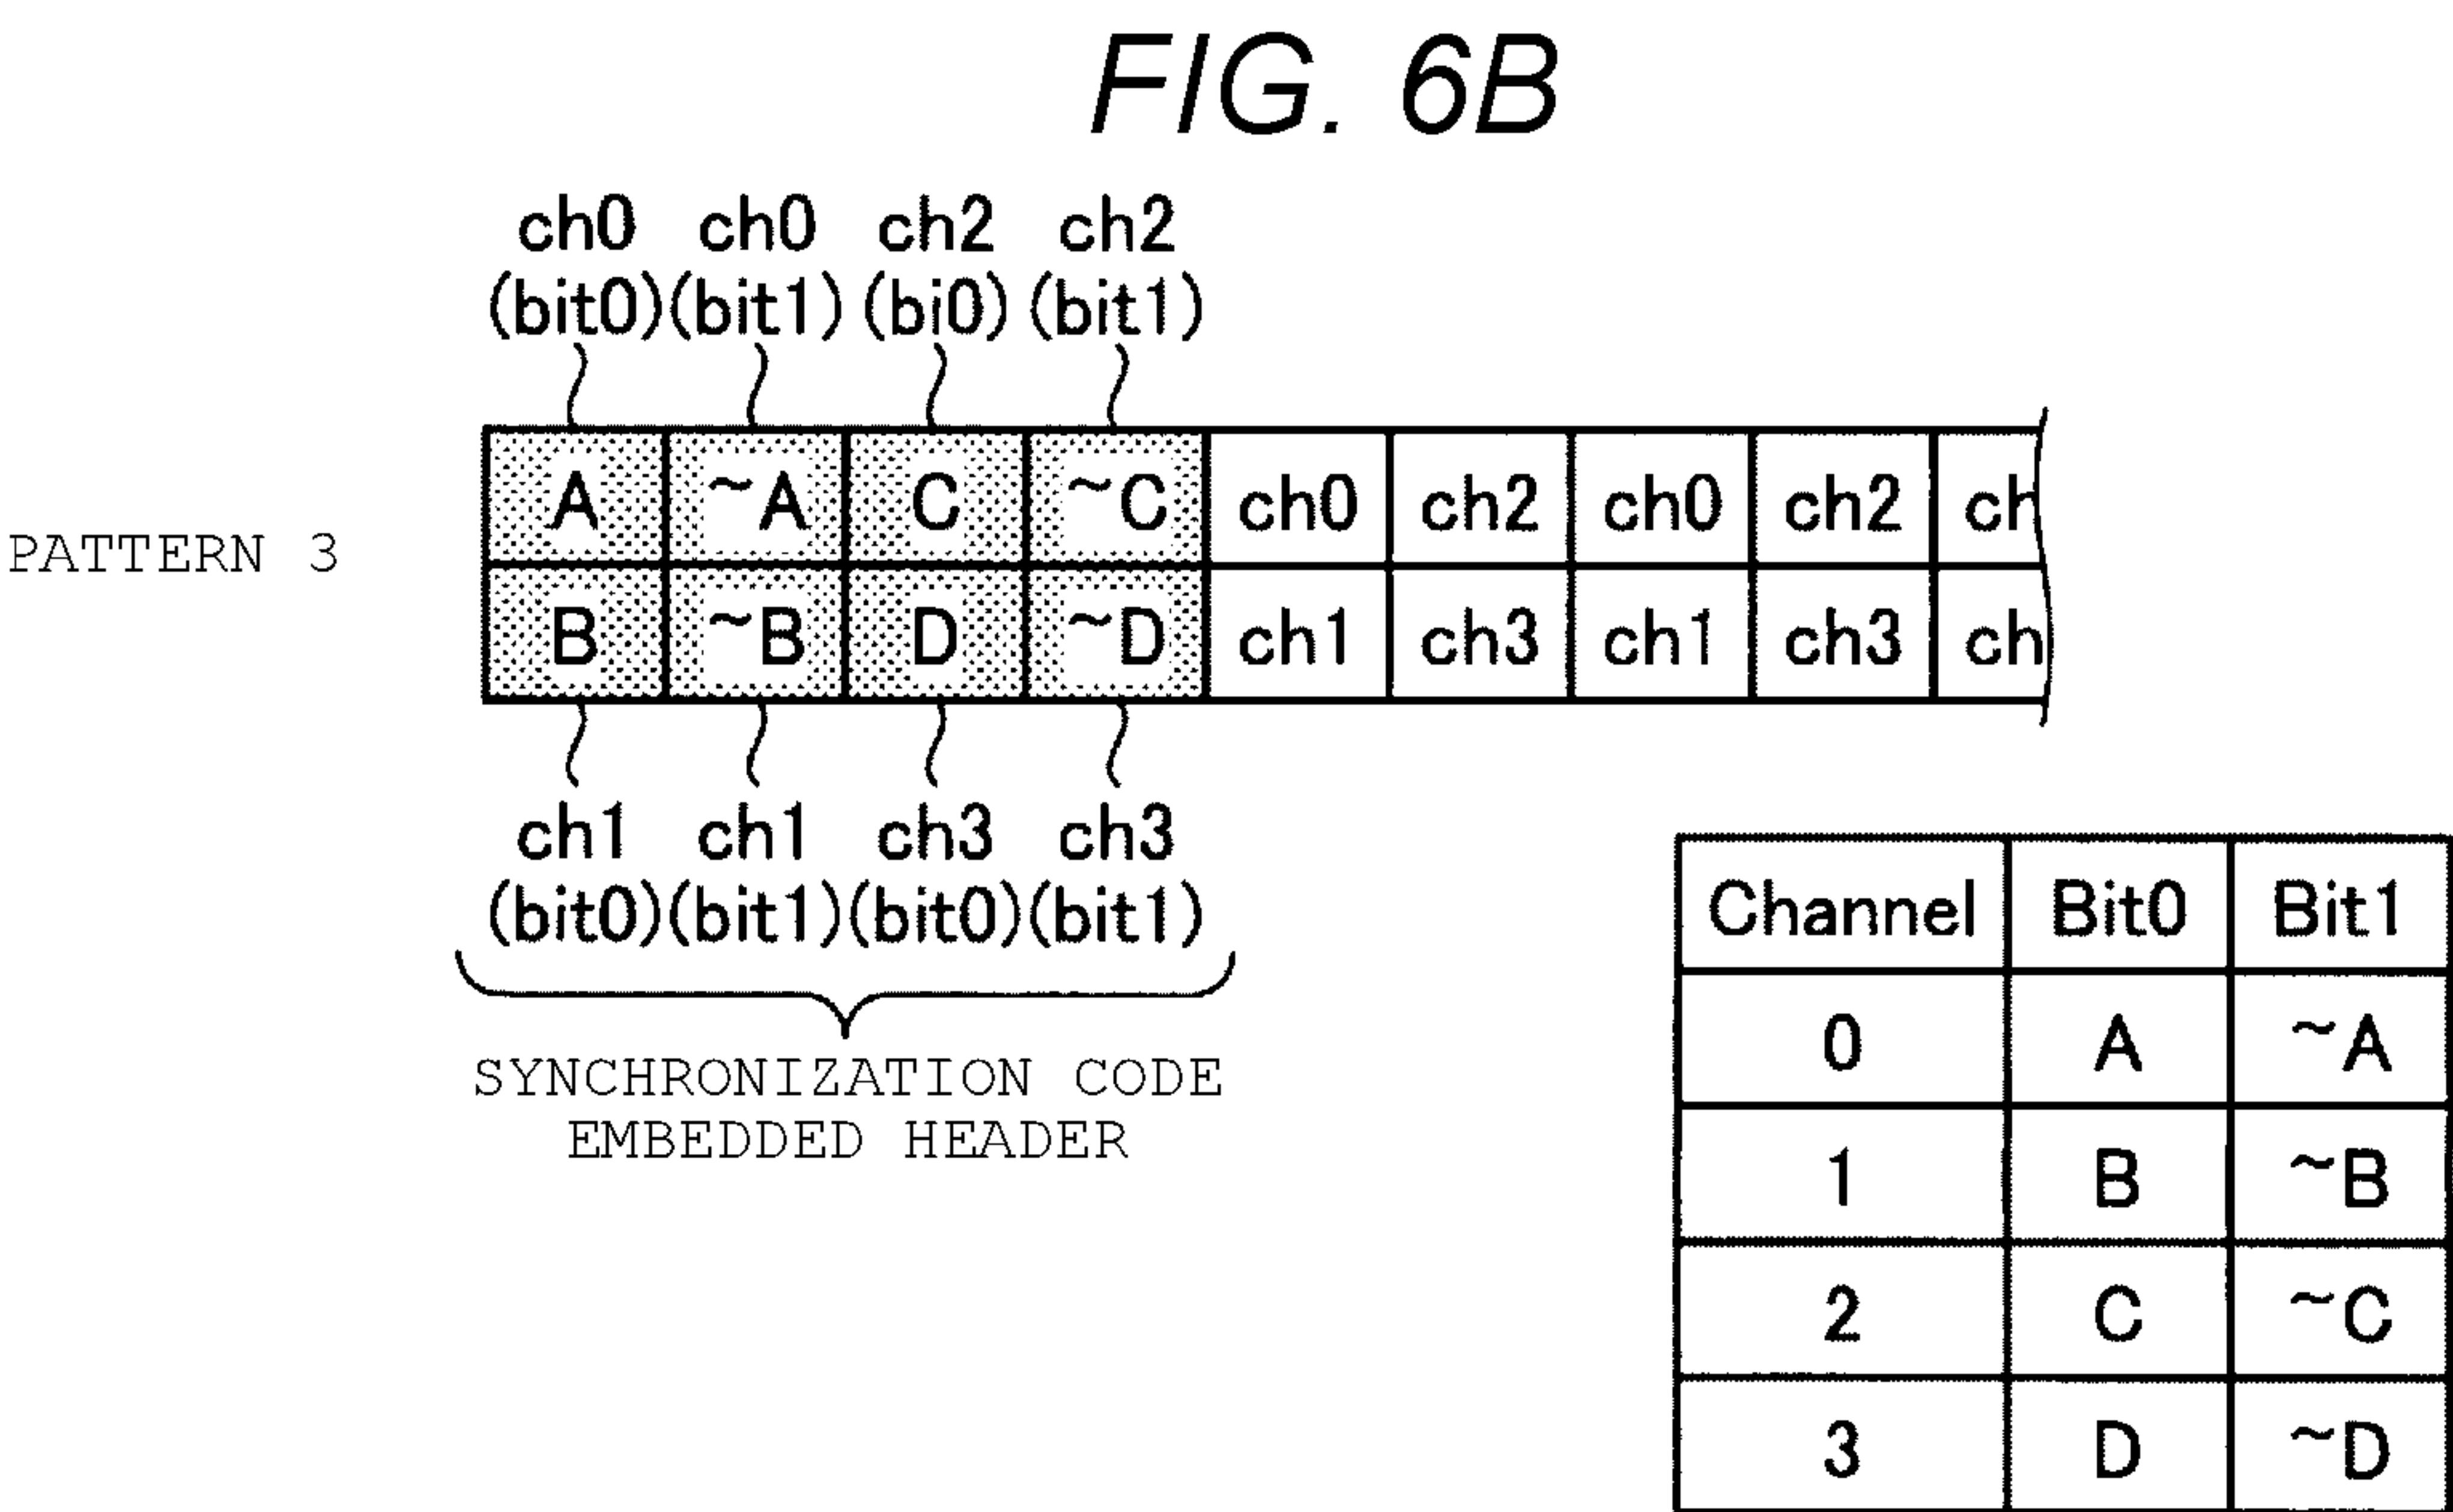 FIG. 6B
ch0 ch0 ch2 ch2
(bit0) (bit1) (bi0) (bit1)
PATTERN 3
A ~A C ~C ch0 ch2 ch0 ch2 ch
B ~B D ~D ch1 ch3 ch1 ch3 ch
ch1 ch1 ch3 ch3
(bit0) (bit1) (bit0) (bit1)
SYNCHRONIZATION CODE
EMBEDDED HEADER
Channel Bit0 Bit1
0 A ~A
1 B ~B
2 C ~C
3 D ~D